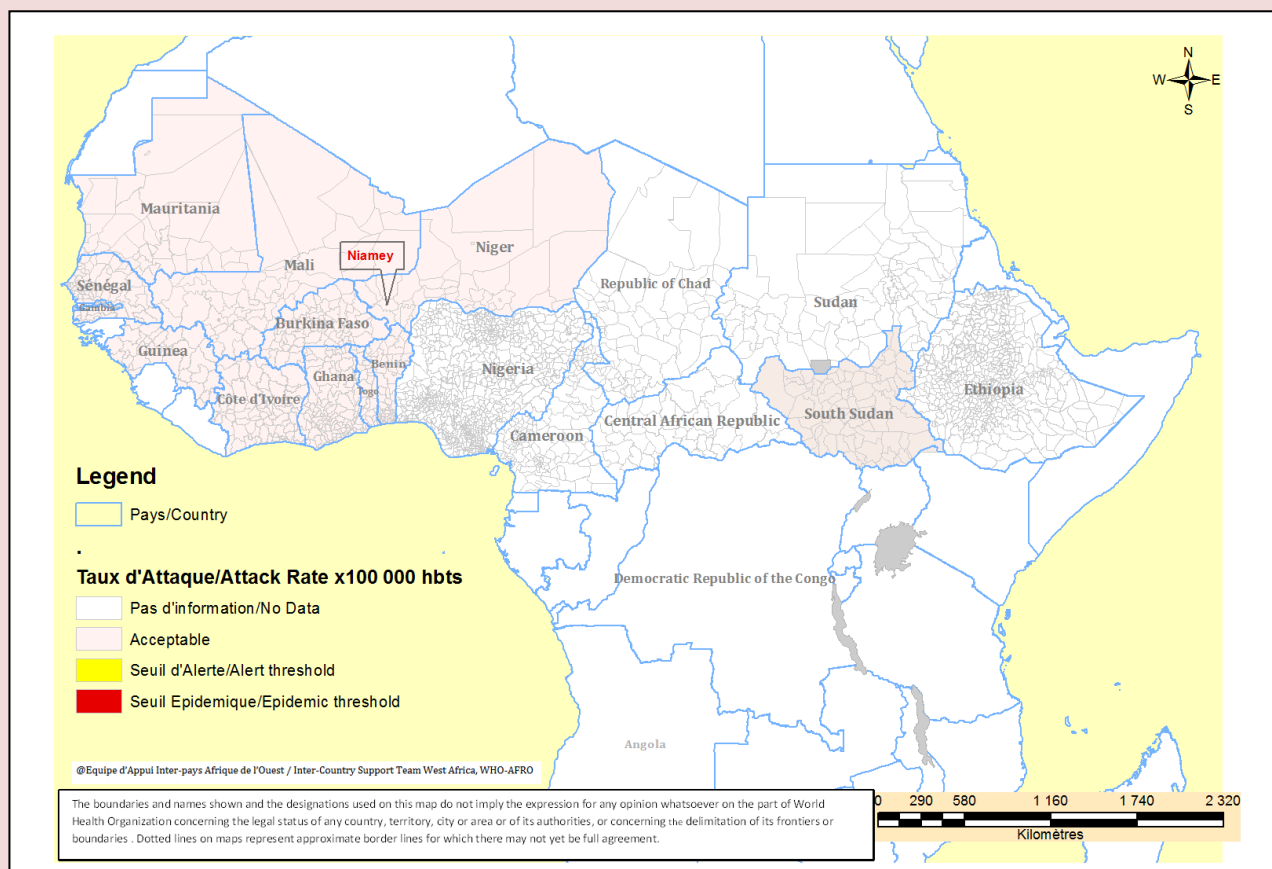 N
W E
S
Mauritania
Niger
Niamey
Mali
Sénégal
Gambia
Republic of Chad
Sudan
Burkina Faso
Guinea
Benin
Ghana
Nigeria
Togo
Côte d'Ivoire
Ethiopia
South Sudan
Central African Republic
Cameroon
Democratic Republic of the Congo
Angola
Legend
Pays/Country
.
Taux d'Attaque/Attack Rate x100 000 hbts
Pas d'information/No Data
Acceptable
Seuil d'Alerte/Alert threshold
Seuil Epidemique/Epidemic threshold
@Equipe d'Appui Inter-pays Afrique de l'Ouest / Inter-Country Support Team West Africa, WHO-AFRO
The boundaries and names shown and the designations used on this map do not imply the expression for any opinion whatsoever on the part of World
Health Organization concerning the legal status of any country, territory, city or area or of its authorities, or concerning the delimitation of its frontiers or
boundaries . Dotted lines on maps represent approximate border lines for which there may not yet be full agreement.
0 290 580 1 160 1 740 2 320
Kilomètres